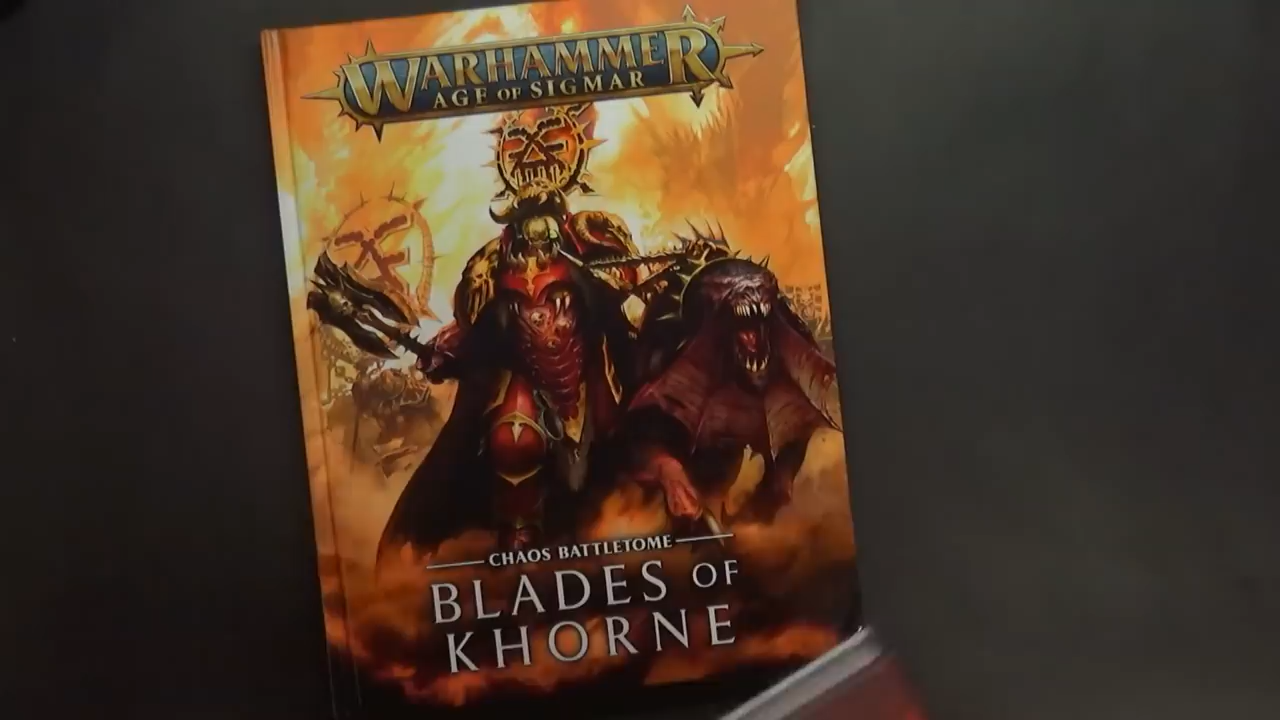 WARHAMMER
AGE OF SIGMAR
CHAOS BATTLETOME
BLADES OF
KHORNE